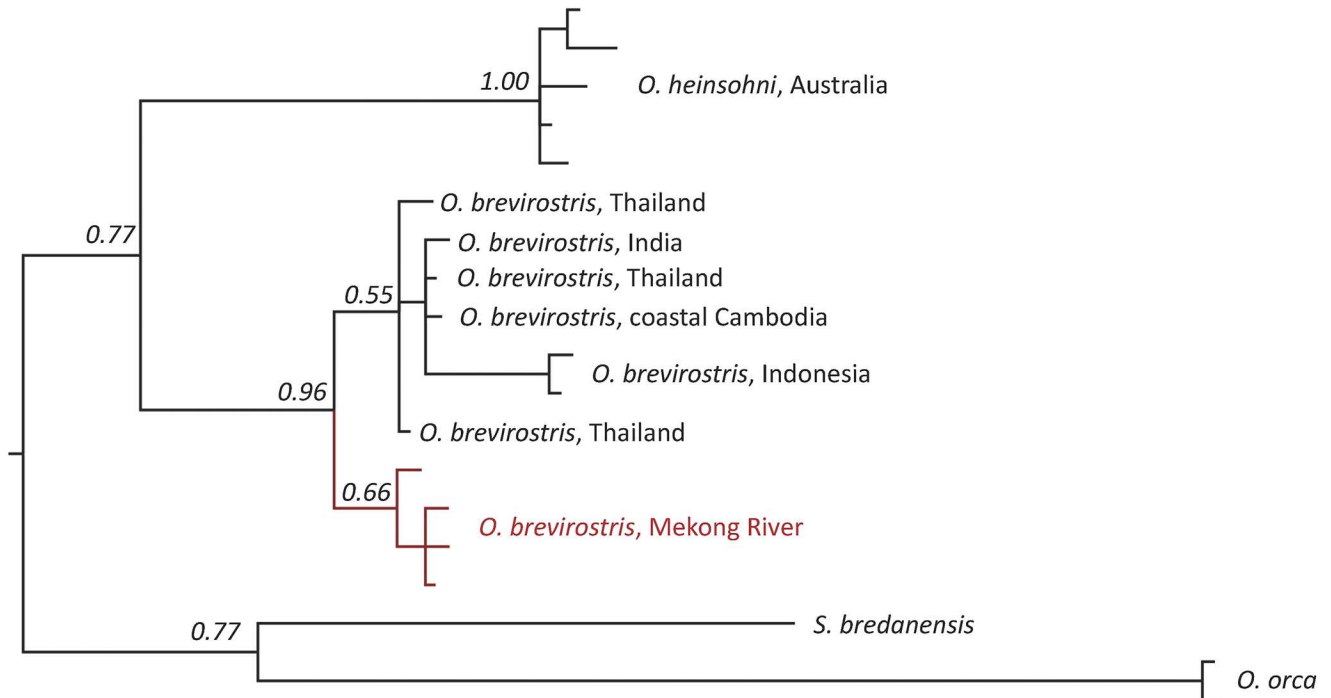 1.00
O. heinsohni, Australia
O. brevirostris, Thailand
0.77
O. brevirostris, India
O. brevirostris, Thailand
0.55
O. brevirostris, coastal Cambodia
O. brevirostris, Indonesia
0.96
O. brevirostris, Thailand
0.66
O. brevirostris, Mekong River
0.77
S. bredanensis
O. orca